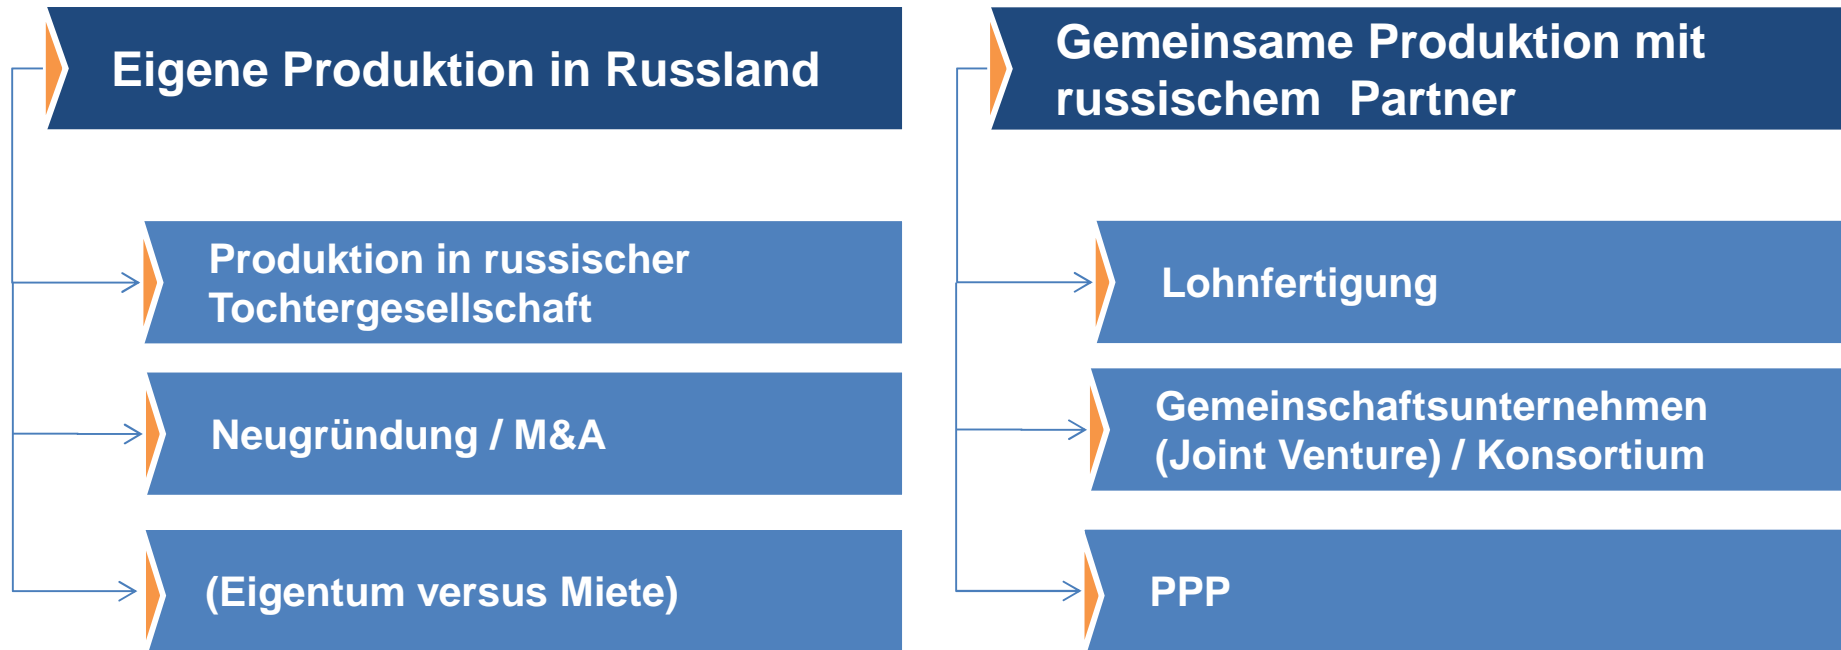 Eigene Produktion in Russland
Produktion in russischer
Tochtergesellschaft
Neugründung / M&A
(Eigentum versus Miete)
Gemeinsame Produktion mit
russischem Partner
Lohnfertigung
Gemeinschaftsunternehmen
(Joint Venture) / Konsortium
PPP